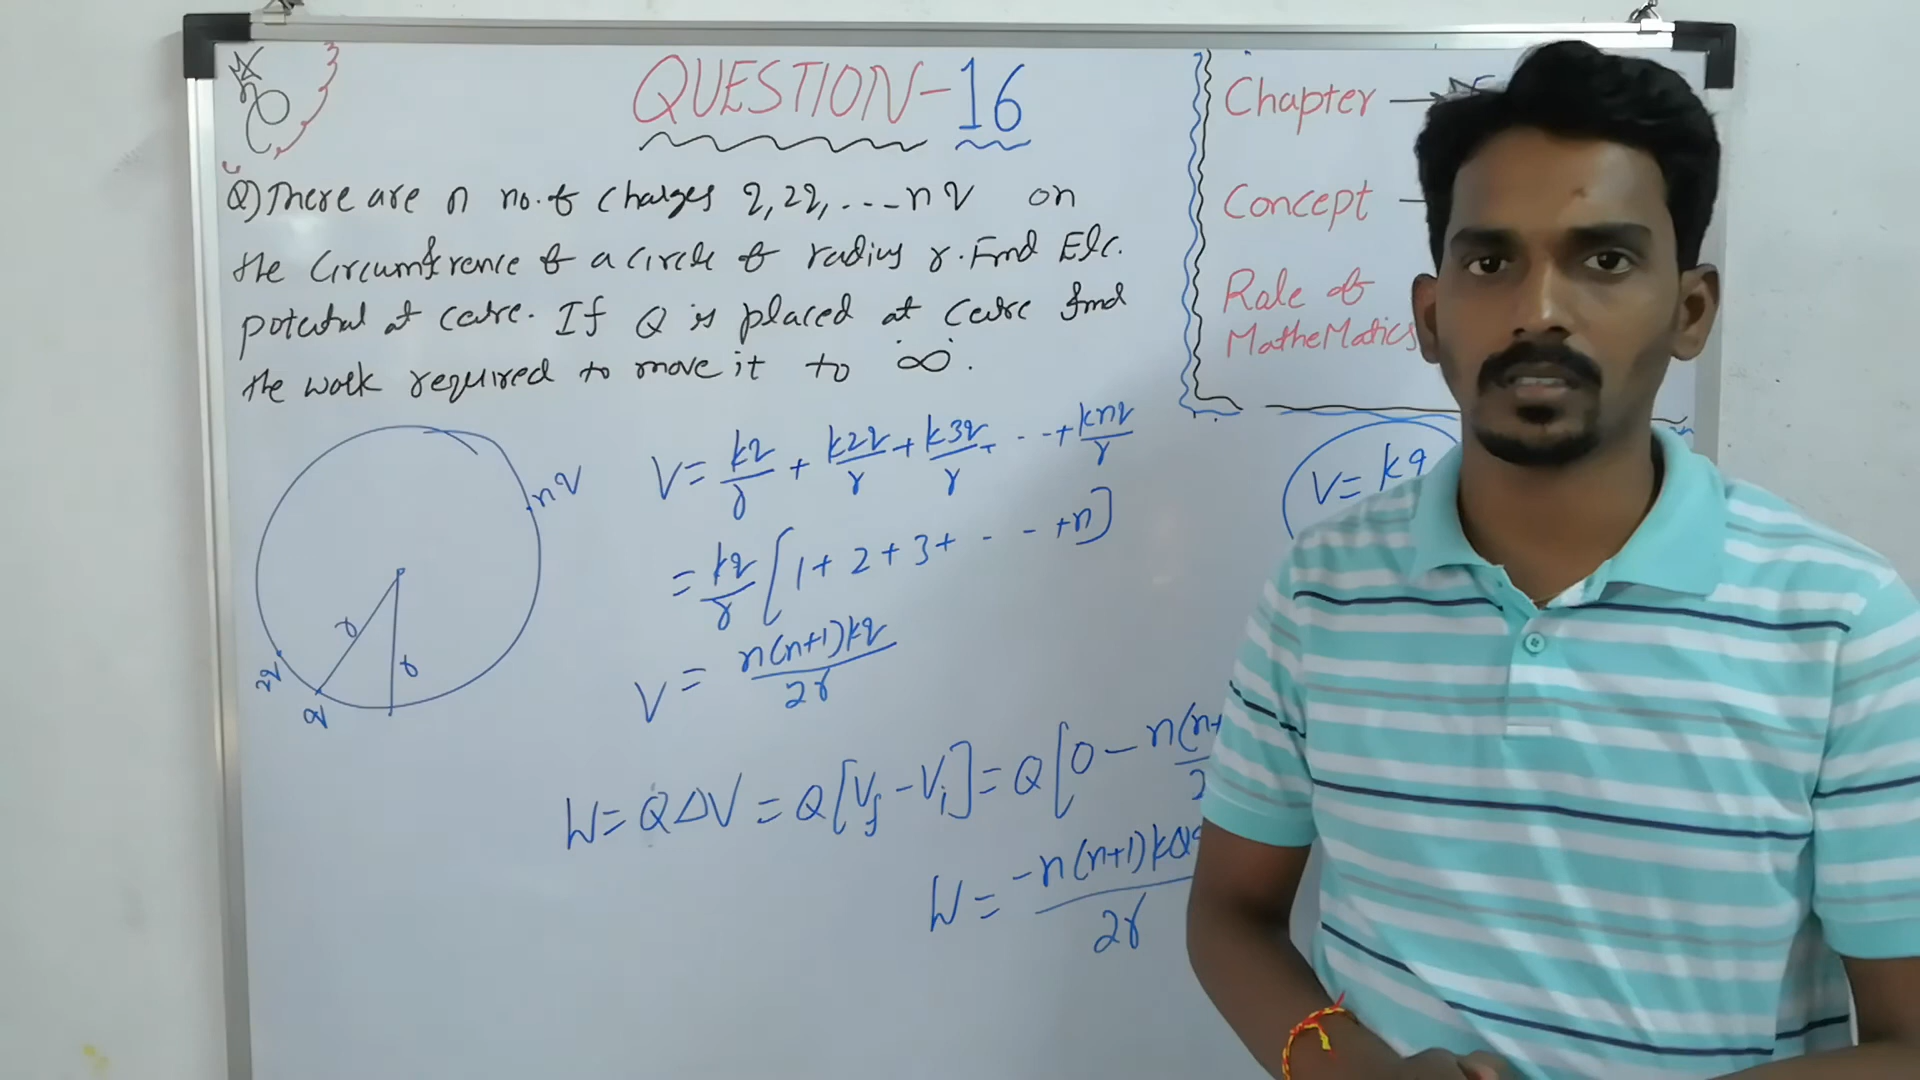 QUESTION-16
Q) There are n no. of charges q, 2q, ... nq on
the circumference of a circle of radius r. Find Elc.
potential at centre. If Q is placed at centre find
the work required to move it to '∞'.
Chapter —
Concept —
Role of
MatheMatics
nq
r
r
2q
q
V = kq/r + k2q/r + k3q/r + ... + knq/r
= kq/r [1 + 2 + 3 + - - - + n]
V = n(n+1)kq/2r
V = kq
W = QΔV = Q[Vf - Vi] = Q[0 - n(n+
W = -n(n+1)kQq/2r